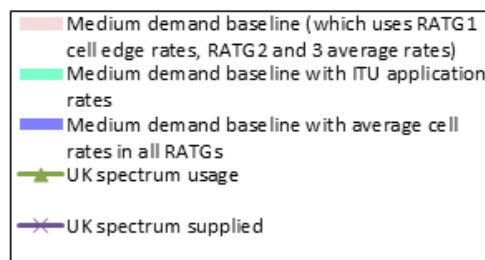 Medium demand baseline (which uses RATG1
cell edge rates, RATG2 and 3 average rates)
Medium demand baseline with ITU application
rates
Medium demand baseline with average cell
rates in all RATGs
UK spectrum usage
UK spectrum supplied